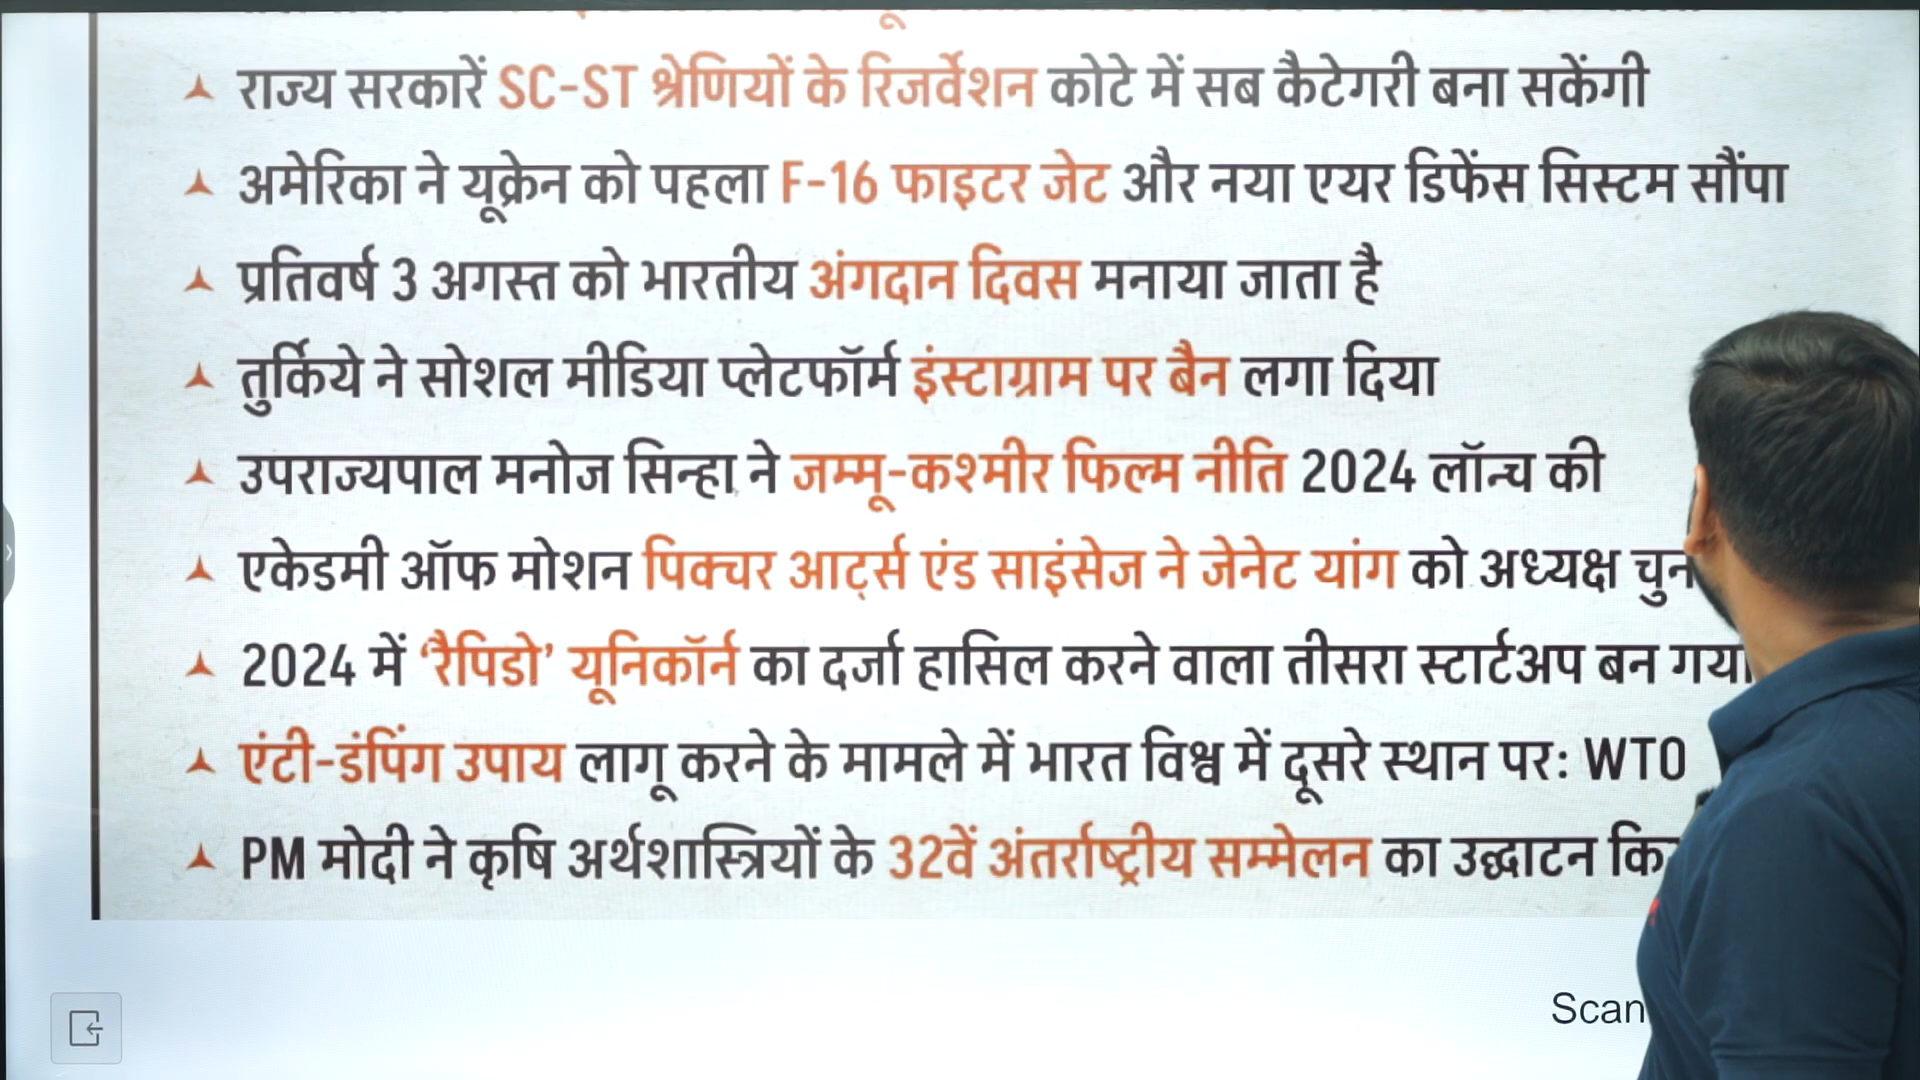 राज्य सरकारें SC-ST श्रेणियों के रिजर्वेशन कोटे में सब कैटेगरी बना सकेंगी
अमेरिका ने यूक्रेन को पहला F-16 फाइटर जेट और नया एयर डिफेंस सिस्टम सौंपा
प्रतिवर्ष 3 अगस्त को भारतीय अंगदान दिवस मनाया जाता है
तुर्किये ने सोशल मीडिया प्लेटफॉर्म इंस्टाग्राम पर बैन लगा दिया
उपराज्यपाल मनोज सिन्हा ने जम्मू-कश्मीर फिल्म नीति 2024 लॉन्च की
एकेडमी ऑफ मोशन पिक्चर आर्ट्स एंड साइंसेज ने जेनेट यांग को अध्यक्ष चुन
2024 में ‘रैपिडो’ यूनिकॉर्न का दर्जा हासिल करने वाला तीसरा स्टार्टअप बन गया
एंटी-डंपिंग उपाय लागू करने के मामले में भारत विश्व में दूसरे स्थान पर: WTO
PM मोदी ने कृषि अर्थशास्त्रियों के 32वें अंतर्राष्ट्रीय सम्मेलन का उद्घाटन
Scan